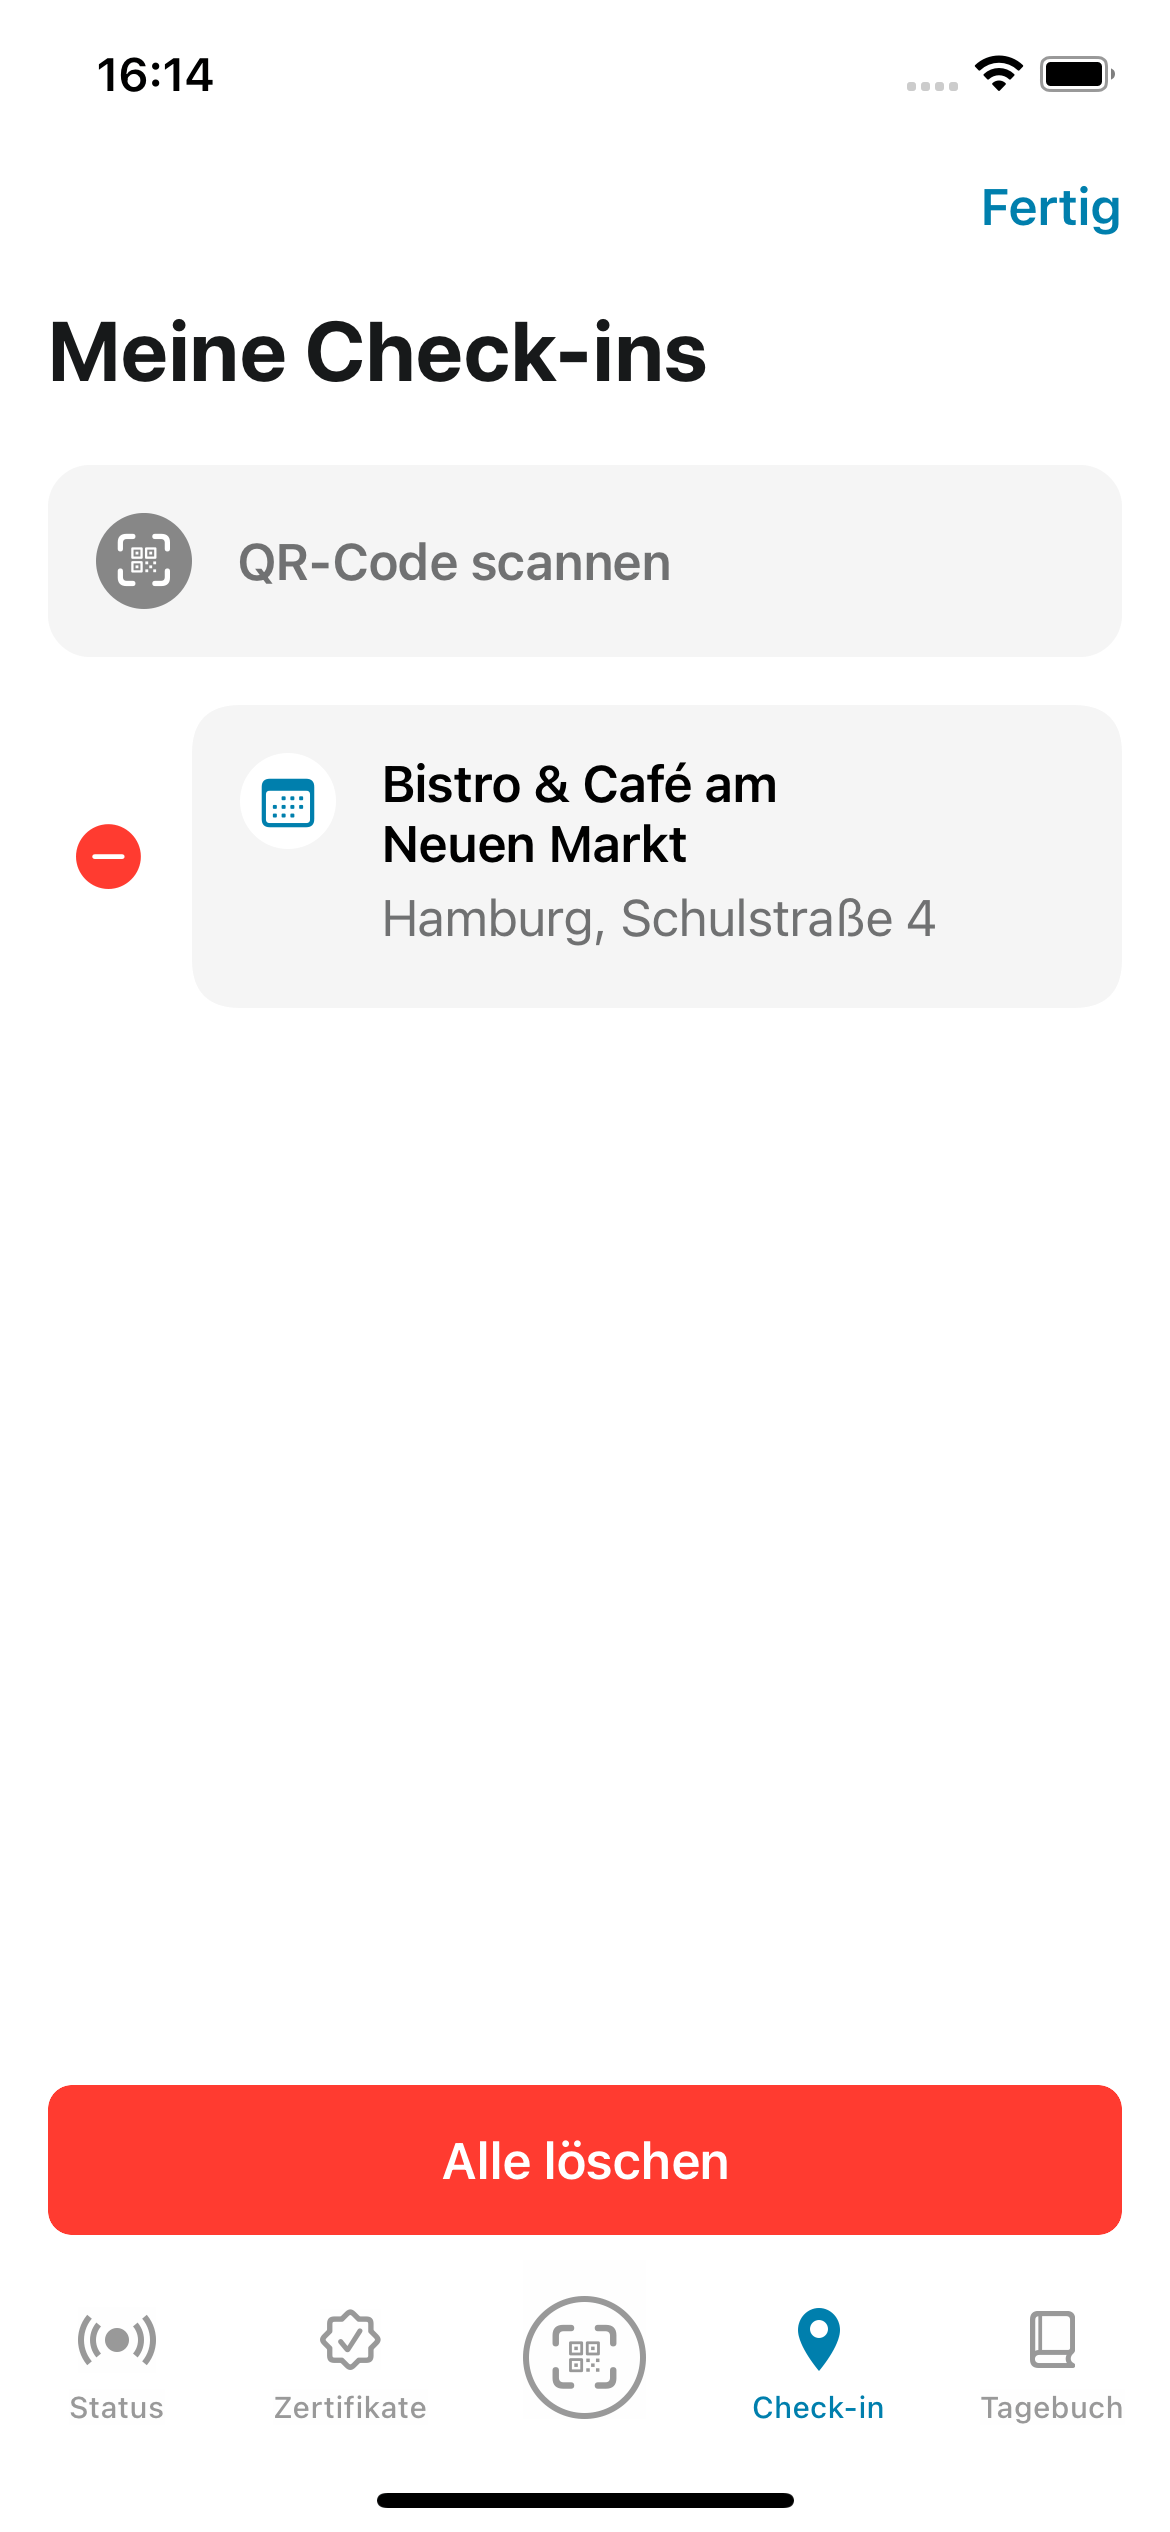 16:14
Fertig
Meine Check-ins
QR-Code scannen
Bistro & Café am
Neuen Markt
Hamburg, Schulstraße 4
Alle löschen
Status
Zertifikate
Check-in
Tagebuch